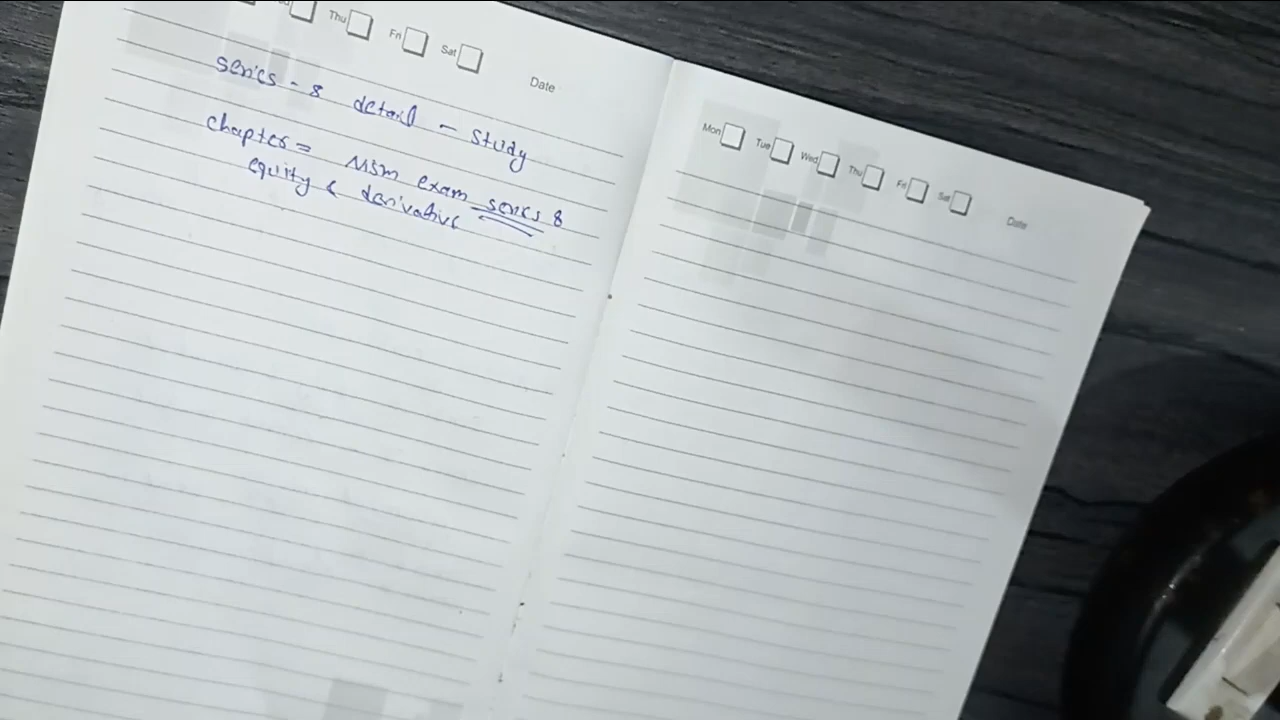 Thu Fri Sat
Date
series - 8 detail - study
chapter = NISM exam series 8
equity & derivative
Mon Tue Wed Thu Fri Sat
Date